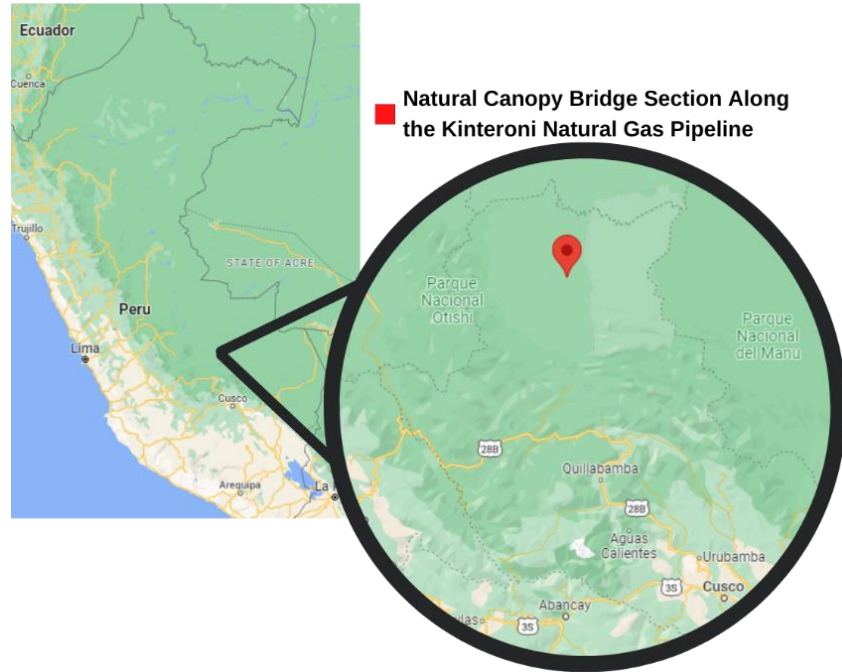 Ecuador
Cuenca
Natural Canopy Bridge Section Along
the Kinteroni Natural Gas Pipeline
Trujillo
STATE OF ACRE
Peru
Lima
Cusco
Arequipa
La
Parque
Nacional
Otishi
Parque
Nacional
del Manu
28B
Quillabamba
28B
Aguas
Calientes
Urubamba
3S
Cusco
Abancay
3S